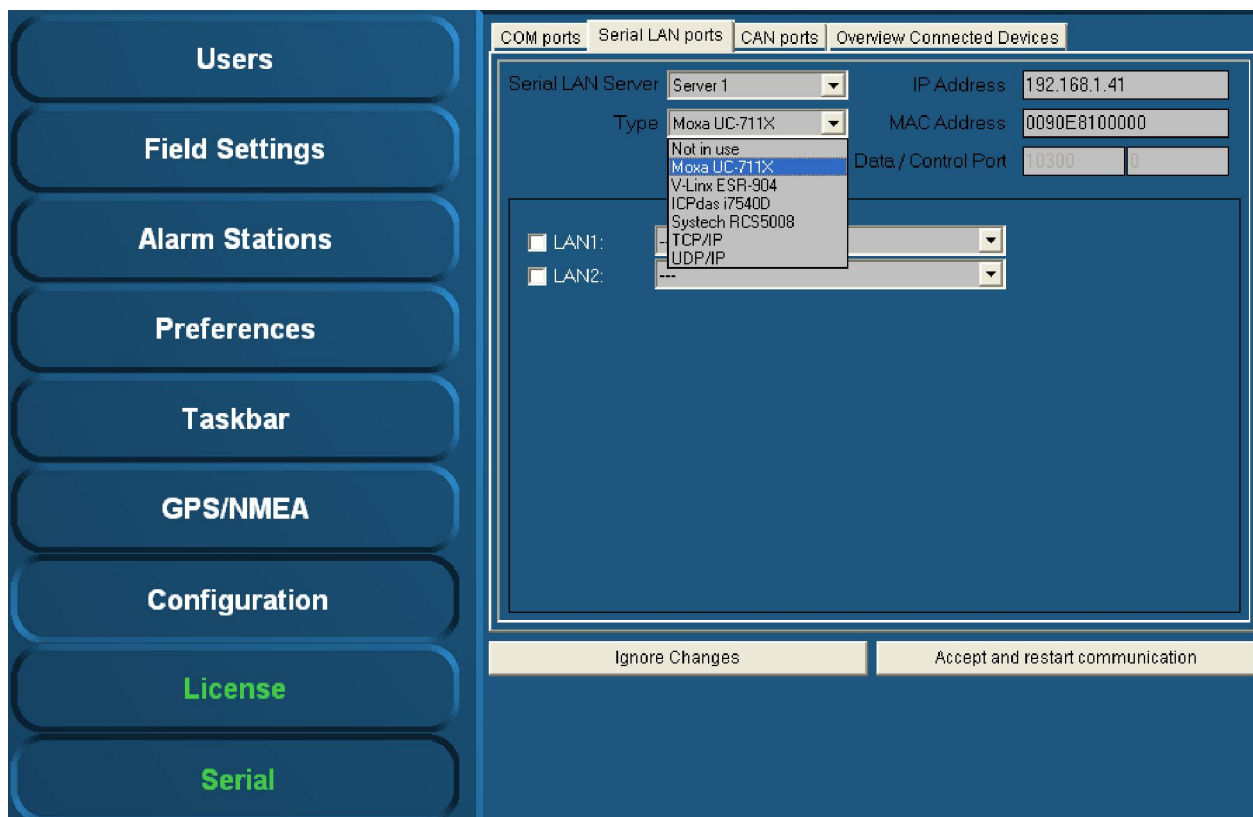 Users
Field Settings
Alarm Stations
Preferences
Taskbar
GPS/NMEA
Configuration
License
Serial
COM ports Serial LAN ports CAN ports Overview Connected Devices
Serial LAN Server Server 1 IP Address 192.168.1.41
Type Moxa UC-711X MAC Address 0090E8100000
Not in use
Moxa UC-711X
Data / Control Port 10300 0
V-Linx ESR-904
ICPdas i7540D
Systech RCS5008
TCP/IP
UDP/IP
LAN1:
LAN2: ---
Ignore Changes Accept and restart communication